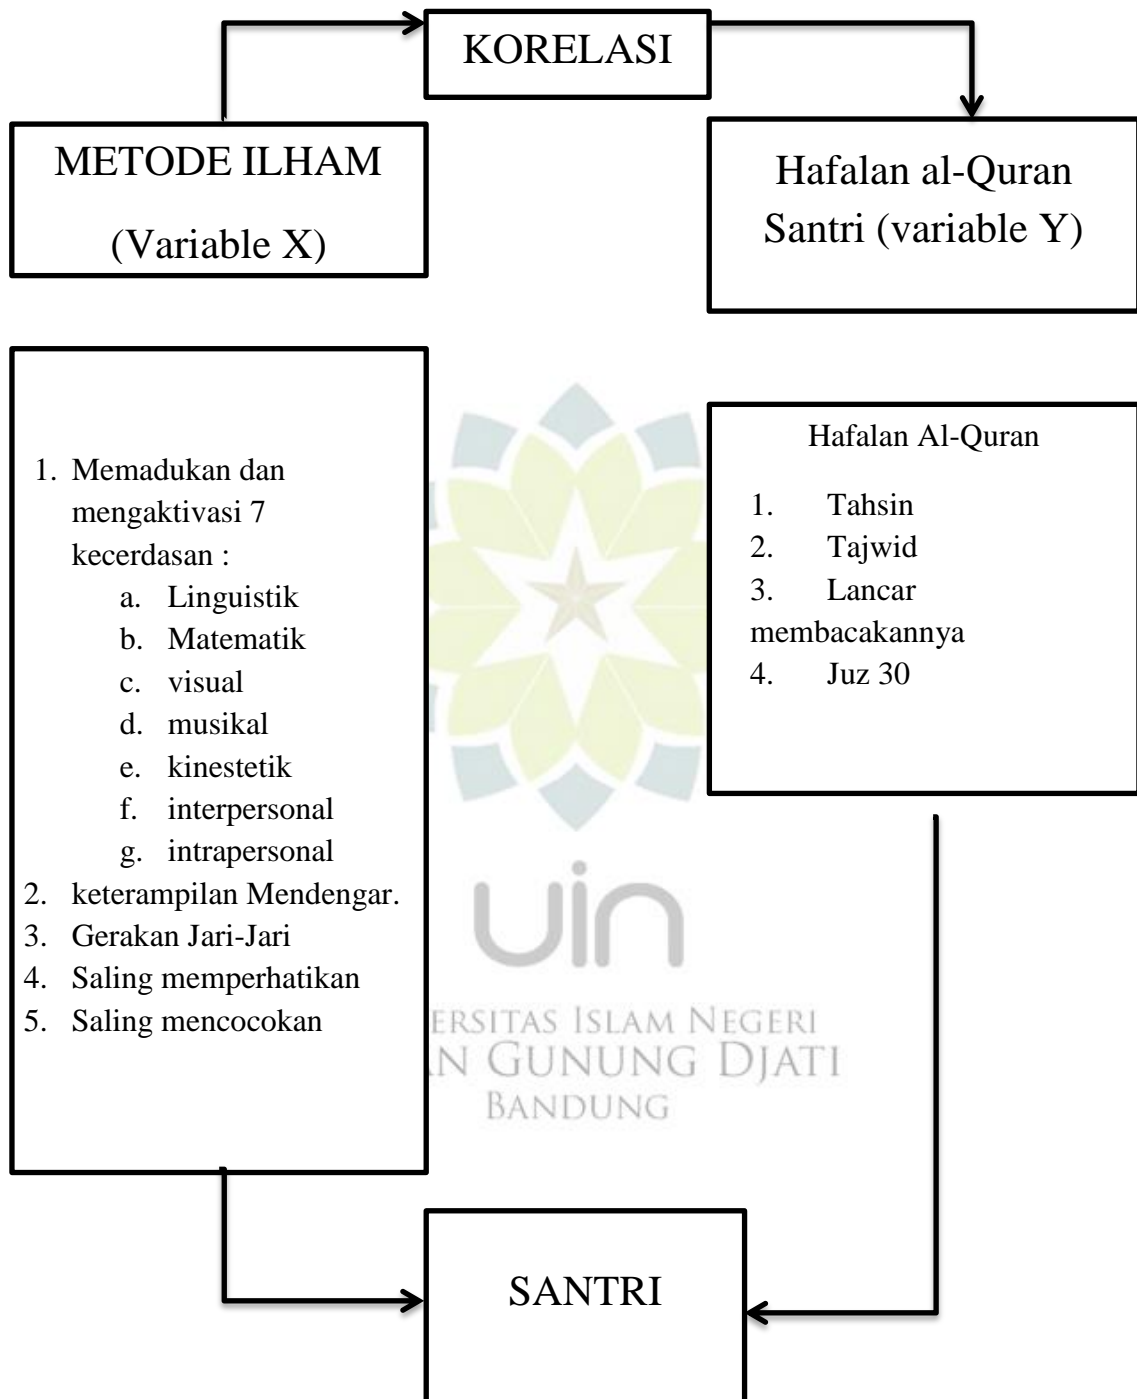 KORELASI
METODE ILHAM
(Variable X)
Hafalan al-Quran
Santri (variable Y)
1. Memadukan dan
mengaktivasi 7
kecerdasan :
a. Linguistik
b. Matematik
c. visual
d. musikal
e. kinestetik
f. interpersonal
g. intrapersonal
2. keterampilan Mendengar.
3. Gerakan Jari-Jari
4. Saling memperhatikan
5. Saling mencocokan
Hafalan Al-Quran
1. Tahsin
2. Tajwid
3. Lancar
membacakannya
4. Juz 30
uin
ERSITAS ISLAM NEGERI
AN GUNUNG DJATI
BANDUNG
SANTRI